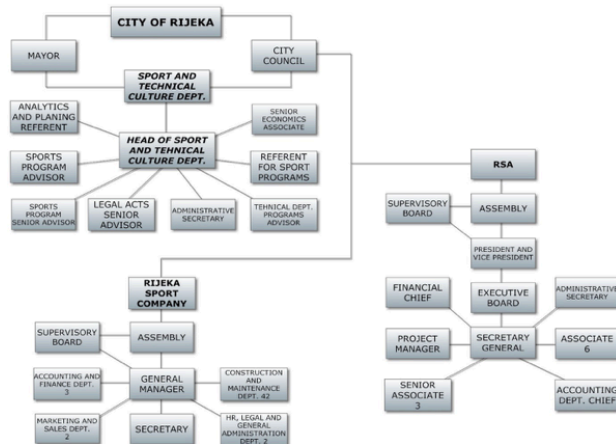 CITY OF RIJEKA
MAYOR
CITY
COUNCIL
SPORT AND
TECHNICAL
CULTURE DEPT.
ANALYTICS
AND PLANING
REFERENT
SENIOR
ECONOMICS
ASSOCIATE
HEAD OF SPORT
AND TEHNICAL
CULTURE DEPT.
SPORTS
PROGRAM
ADVISOR
REFERENT
FOR SPORT
PROGRAMS
SPORTS
PROGRAM
SENIOR ADVISOR
LEGAL ACTS
SENIOR
ADVISOR
ADMINISTRATIVE
SECRETARY
TEHNICAL DEPT.
PROGRAMS
ADVISOR
RSA
SUPERVISORY
BOARD
ASSEMBLY
PRESIDENT AND
VICE PRESIDENT
FINANCIAL
CHIEF
EXECUTIVE
BOARD
ADMINISTRATIVE
SECRETARY
PROJECT
MANAGER
SECRETARY
GENERAL
ASSOCIATE
6
SENIOR
ASSOCIATE
3
ACCOUNTING
DEPT. CHIEF
RIJEKA
SPORT
COMPANY
SUPERVISORY
BOARD
ASSEMBLY
ACCOUNTING AND
FINANCE DEPT.
3
GENERAL
MANAGER
CONSTRUCTION
AND
MAINTENANCE
DEPT. 42
MARKETING AND
SALES DEPT.
2
SECRETARY
HR, LEGAL AND
GENERAL
ADMINISTRATION
DEPT. 2